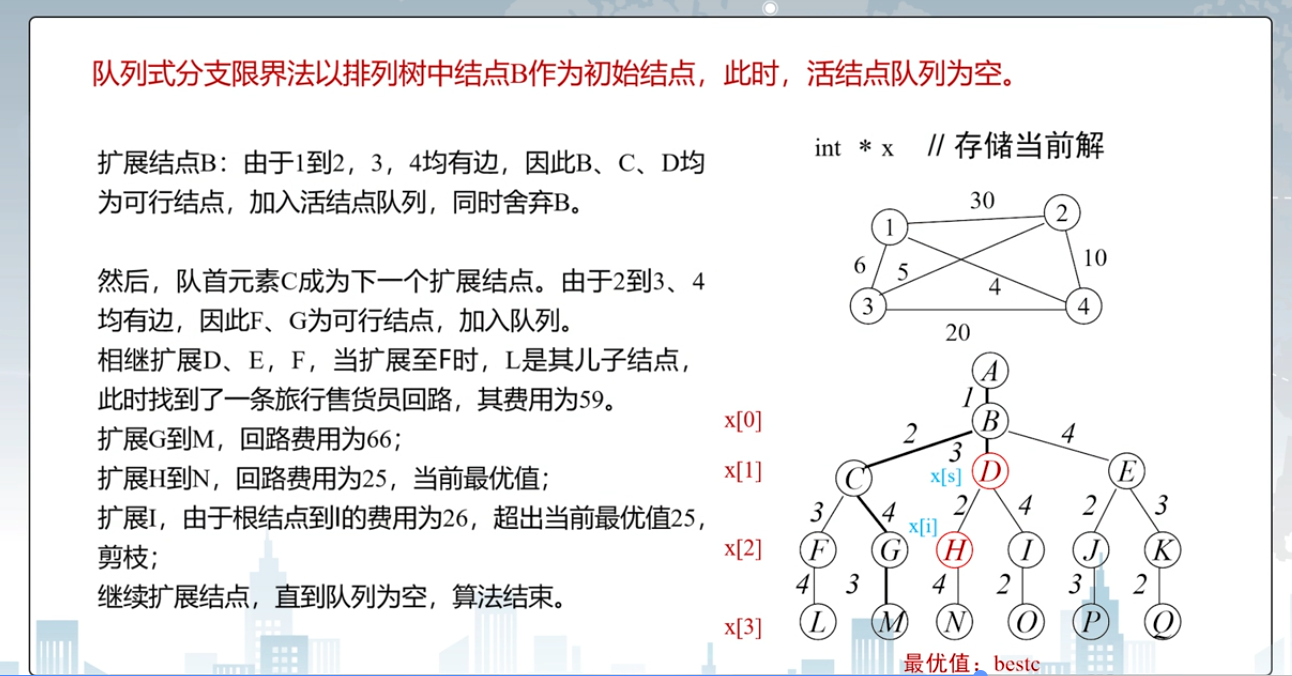 队列式分支限界法以排列树中结点B作为初始结点，此时，活结点队列为空。
扩展结点B：由于1到2，3，4均有边，因此B、C、D均
为可行结点，加入活结点队列，同时舍弃B。
然后，队首元素C成为下一个扩展结点。由于2到3、4
均有边，因此F、G为可行结点，加入队列。
相继扩展D、E，F，当扩展至F时，L是其儿子结点，
此时找到了一条旅行售货员回路，其费用为59。
扩展G到M，回路费用为66；
扩展H到N，回路费用为25，当前最优值；
扩展I，由于根结点到I的费用为26，超出当前最优值25，
剪枝；
继续扩展结点，直到队列为空，算法结束。
int * x // 存储当前解
30
1 2
6 5 4 10
3 4
20
A
1
x[0] B
2 3 4
x[1] C x[s] D E
3 4 x[i] 2 4 2 3
x[2] F G H I J K
4 3 4 2 3 2
x[3] L M N O P Q
最优值：bestc